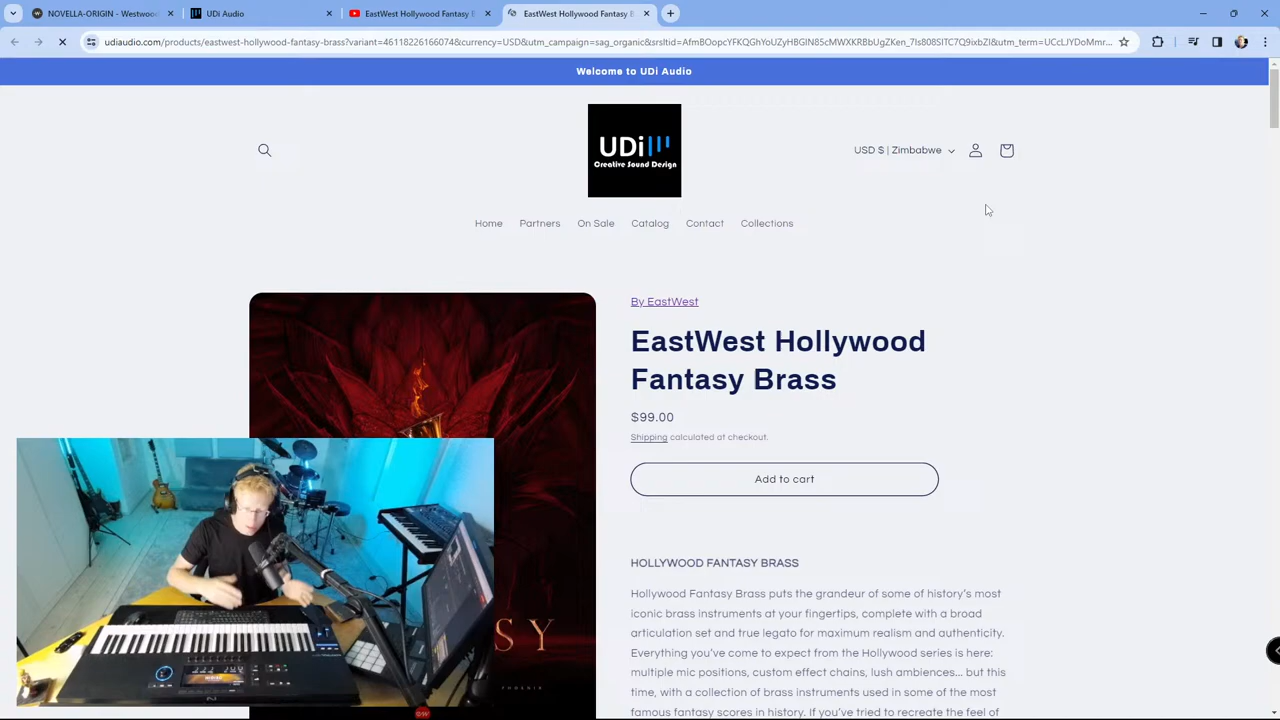 NOVELLA-ORIGIN - Westwoo
UDi Audio
EastWest Hollywood Fantasy B
EastWest Hollywood Fantasy B
udiaudio.com/products/eastwest-hollywood-fantasy-brass?variant=46118226166074&currency=USD&utm_campaign=sag_organic&srsltid=AfmBOopcYFKQGhYoUZyHBGlN85cMWXKRBbUgZKen_7Is808SITC7Q9ixbZI&utm_term=UCcLJYDoMmr...
Welcome to UDi Audio
UDi
Creative Sound Design
USD $ | Zimbabwe
Home
Partners
On Sale
Catalog
Contact
Collections
By EastWest
EastWest Hollywood
Fantasy Brass
$99.00
Shipping calculated at checkout.
Add to cart
HOLLYWOOD FANTASY BRASS
Hollywood Fantasy Brass puts the grandeur of some of history's most
iconic brass instruments at your fingertips, complete with a broad
articulation set and true legato for maximum realism and authenticity.
Everything you've come to expect from the Hollywood series is here:
multiple mic positions, custom effect chains, lush ambiences, but this
time, with a collection of brass instruments used in some of the most
famous fantasy scores in history. If you've tried to recreate the feel of
SY
PHOENIX